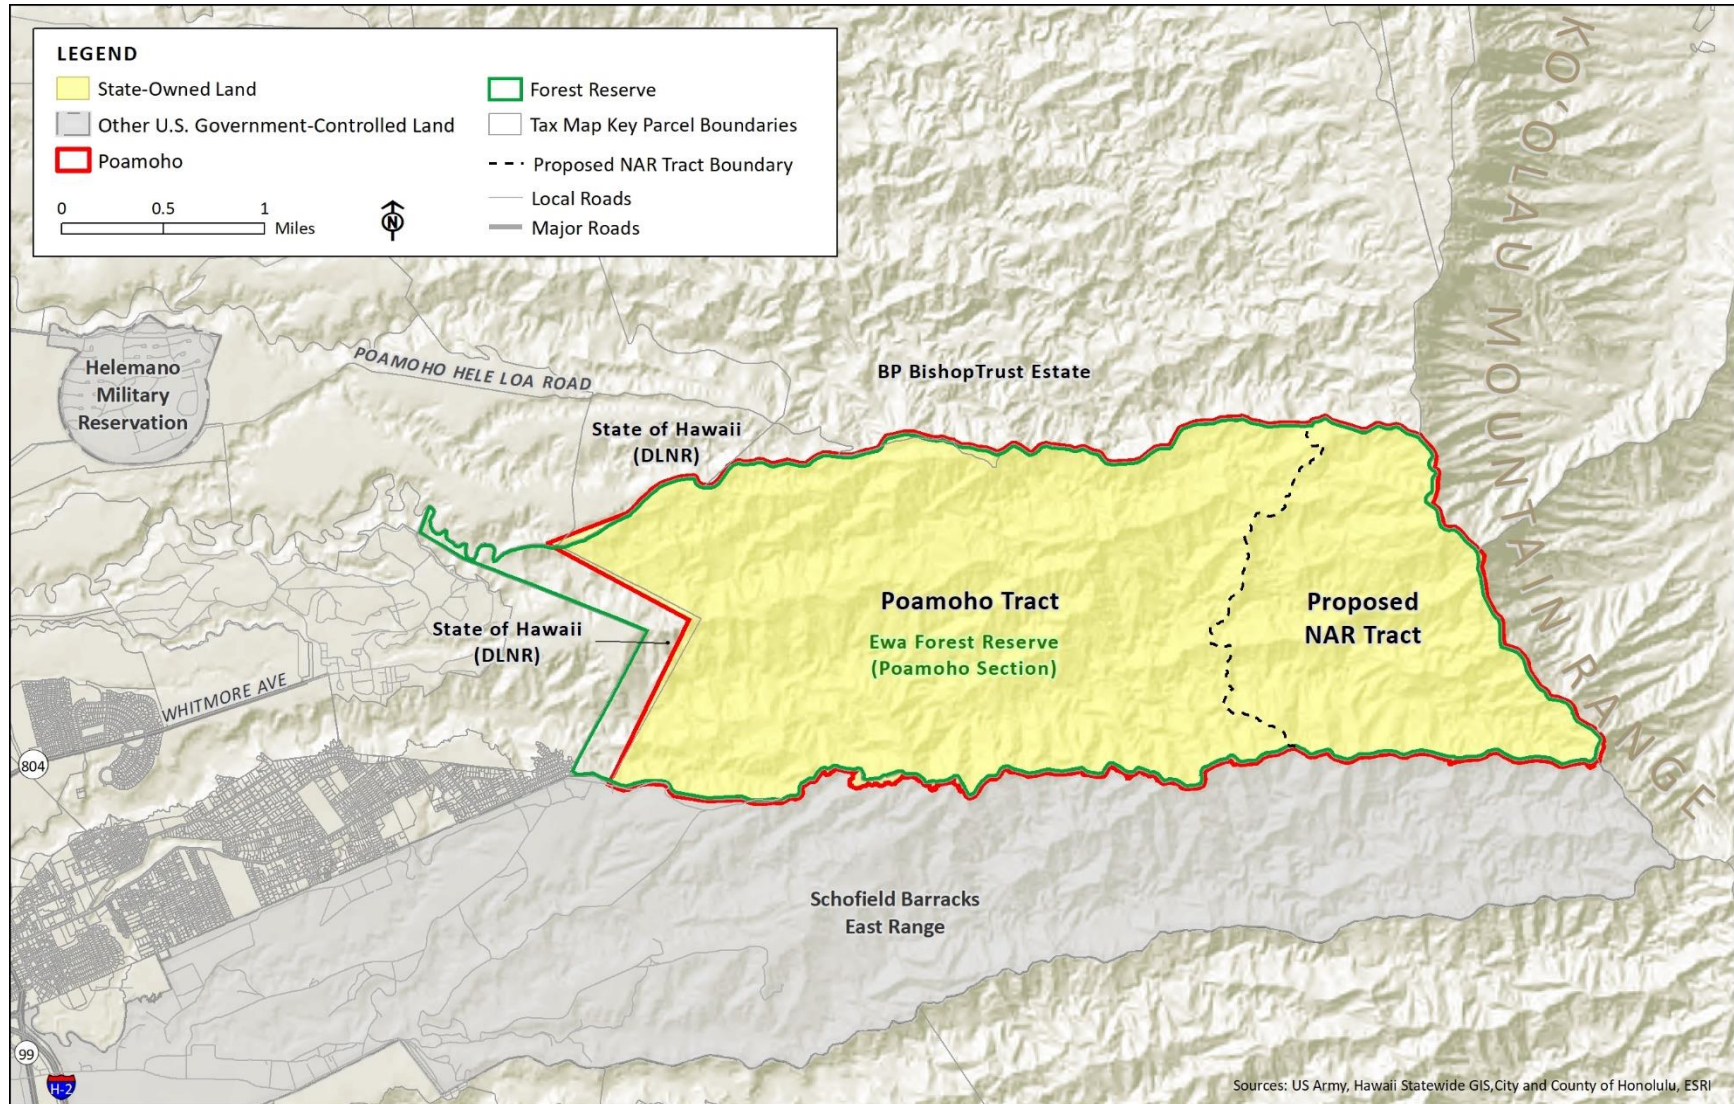 LEGEND
State-Owned Land
Other U.S. Government-Controlled Land
Poamoho
Forest Reserve
Tax Map Key Parcel Boundaries
Proposed NAR Tract Boundary
Local Roads
Major Roads
0 0.5 1
Miles
N
KO'OLAU MOUNTAIN RANGE
Helemano
Military
Reservation
POAMOHO HELE LOA ROAD
BP BishopTrust Estate
State of Hawaii
(DLNR)
Poamoho Tract
Ewa Forest Reserve
(Poamoho Section)
Proposed
NAR Tract
State of Hawaii
(DLNR)
WHITMORE AVE
804
Schofield Barracks
East Range
99
H-2
Sources: US Army, Hawaii Statewide GIS,City and County of Honolulu, ESRI